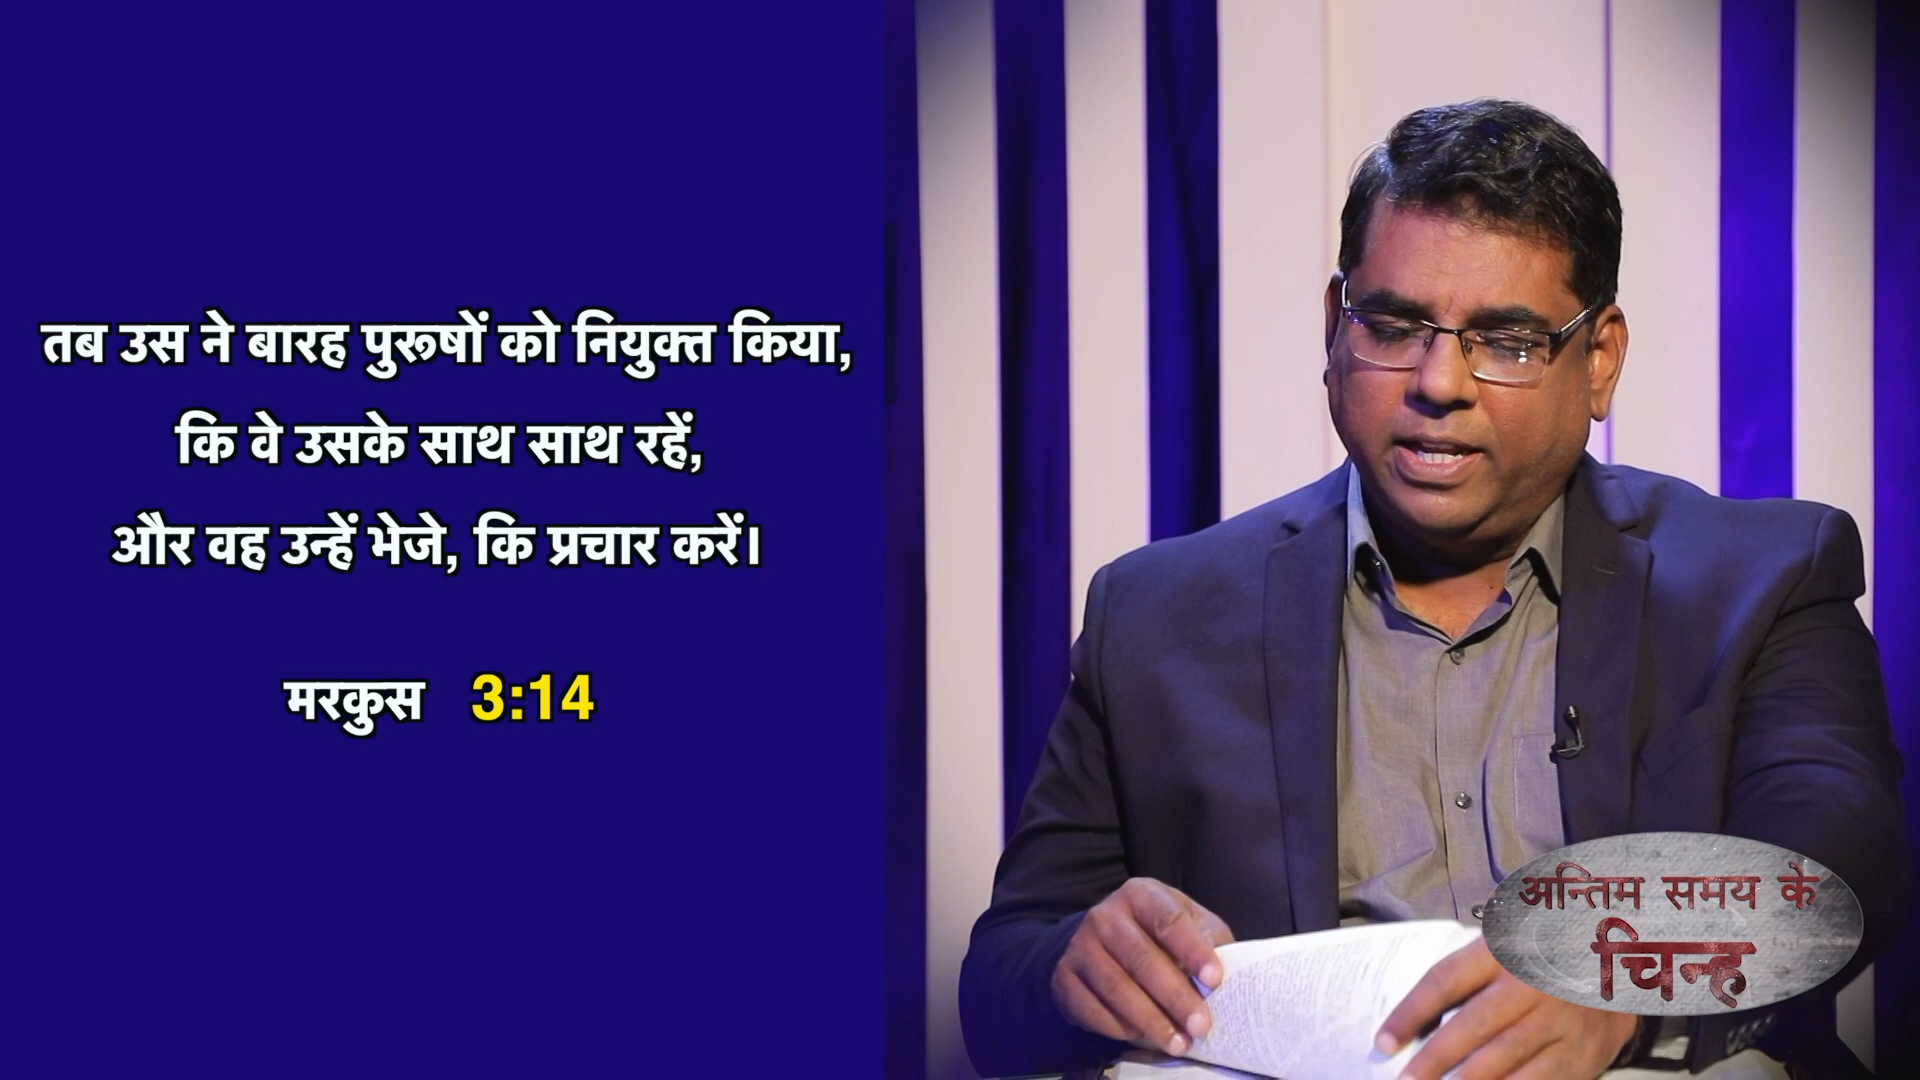 तब उस ने बारह पुरूषों को नियुक्त किया,
कि वे उसके साथ साथ रहें,
और वह उन्हें भेजे, कि प्रचार करें।
मरकुस 3:14
अन्तिम समय के
चिन्ह